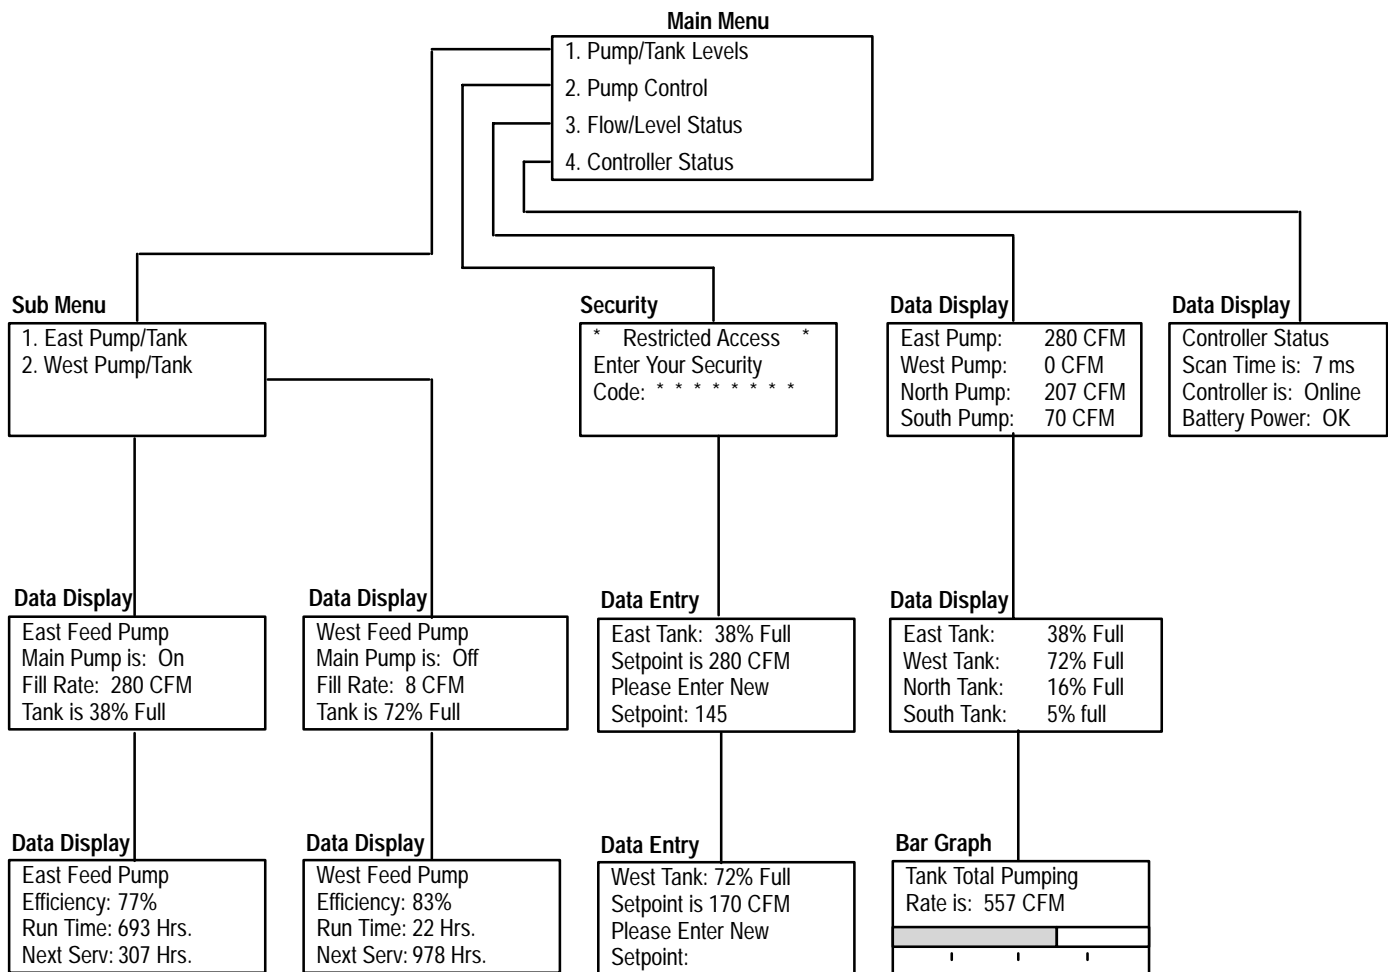 Main Menu
1. Pump/Tank Levels
2. Pump Control
3. Flow/Level Status
4. Controller Status
Sub Menu
1. East Pump/Tank
2. West Pump/Tank
Security
* Restricted Access *
Enter Your Security
Code: * * * * * * * *
Data Display
East Pump: 280 CFM
West Pump: 0 CFM
North Pump: 207 CFM
South Pump: 70 CFM
Data Display
Controller Status
Scan Time is: 7 ms
Controller is: Online
Battery Power: OK
Data Display
East Feed Pump
Main Pump is: On
Fill Rate: 280 CFM
Tank is 38% Full
Data Display
West Feed Pump
Main Pump is: Off
Fill Rate: 8 CFM
Tank is 72% Full
Data Entry
East Tank: 38% Full
Setpoint is 280 CFM
Please Enter New
Setpoint: 145
Data Display
East Tank: 38% Full
West Tank: 72% Full
North Tank: 16% Full
South Tank: 5% full
Data Display
East Feed Pump
Efficiency: 77%
Run Time: 693 Hrs.
Next Serv: 307 Hrs.
Data Display
West Feed Pump
Efficiency: 83%
Run Time: 22 Hrs.
Next Serv: 978 Hrs.
Data Entry
West Tank: 72% Full
Setpoint is 170 CFM
Please Enter New
Setpoint:
Bar Graph
Tank Total Pumping
Rate is: 557 CFM